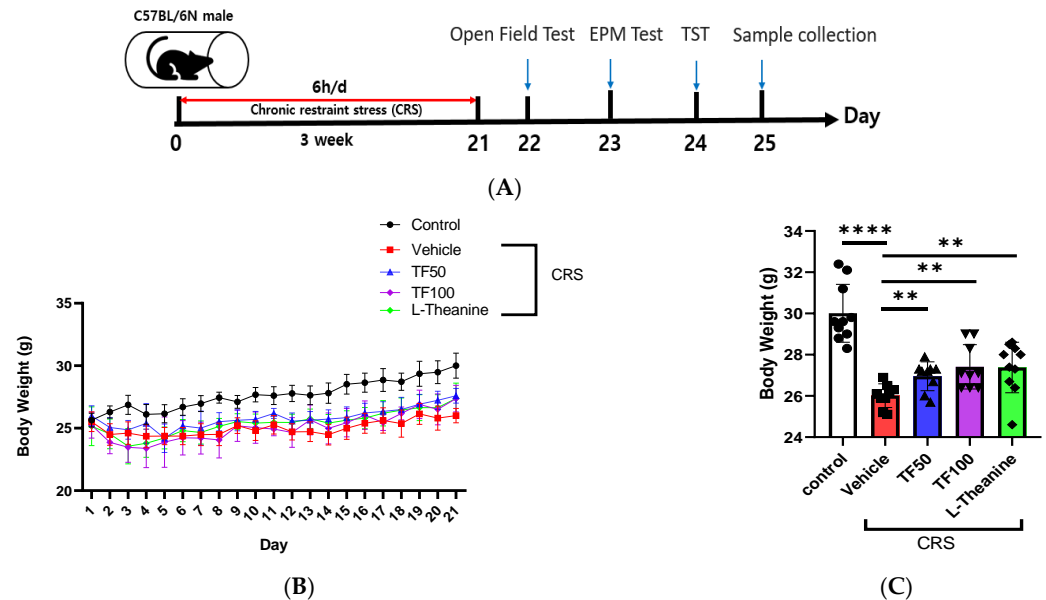 C57BL/6N male
Open Field Test EPM Test TST Sample collection
6h/d
Chronic restraint stress (CRS)
Day
0 3 week 21 22 23 24 25
(A)
Control
Vehicle
TF50
TF100
L-Theanine
CRS
35
30
25
20
Body Weight (g)
1 2 3 4 5 6 7 8 9 10 11 12 13 14 15 16 17 18 19 20 21
Day
(B)
34
32
30
28
26
24
Body Weight (g)
****
**
**
**
control Vehicle TF50 TF100 L-Theanine
CRS
(C)